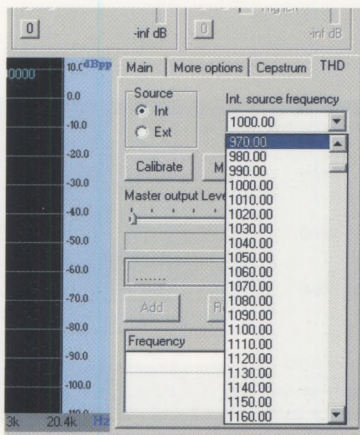 0 -inf dB 0 -inf dB
0000 10.0 dBpp
0.0
-10.0
-20.0
-30.0
-40.0
-50.0
-60.0
-70.0
-80.0
-90.0
-100.0
3k 20.4k Hz
Main More options Cepstrum THD
Source
Int
Ext
Int. source frequency
1000.00
Calibrate M
Master output Leve
.......
Add
Frequency
970.00
980.00
990.00
1000.00
1010.00
1020.00
1030.00
1040.00
1050.00
1060.00
1070.00
1080.00
1090.00
1100.00
1110.00
1120.00
1130.00
1140.00
1150.00
1160.00